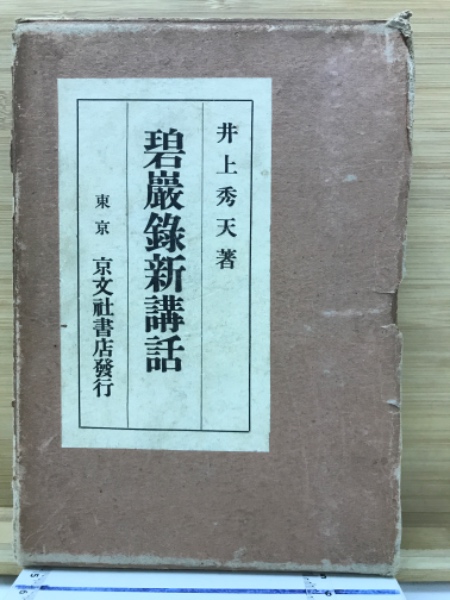 井上秀天著
碧巖錄新講話
東京 京文社書店發行